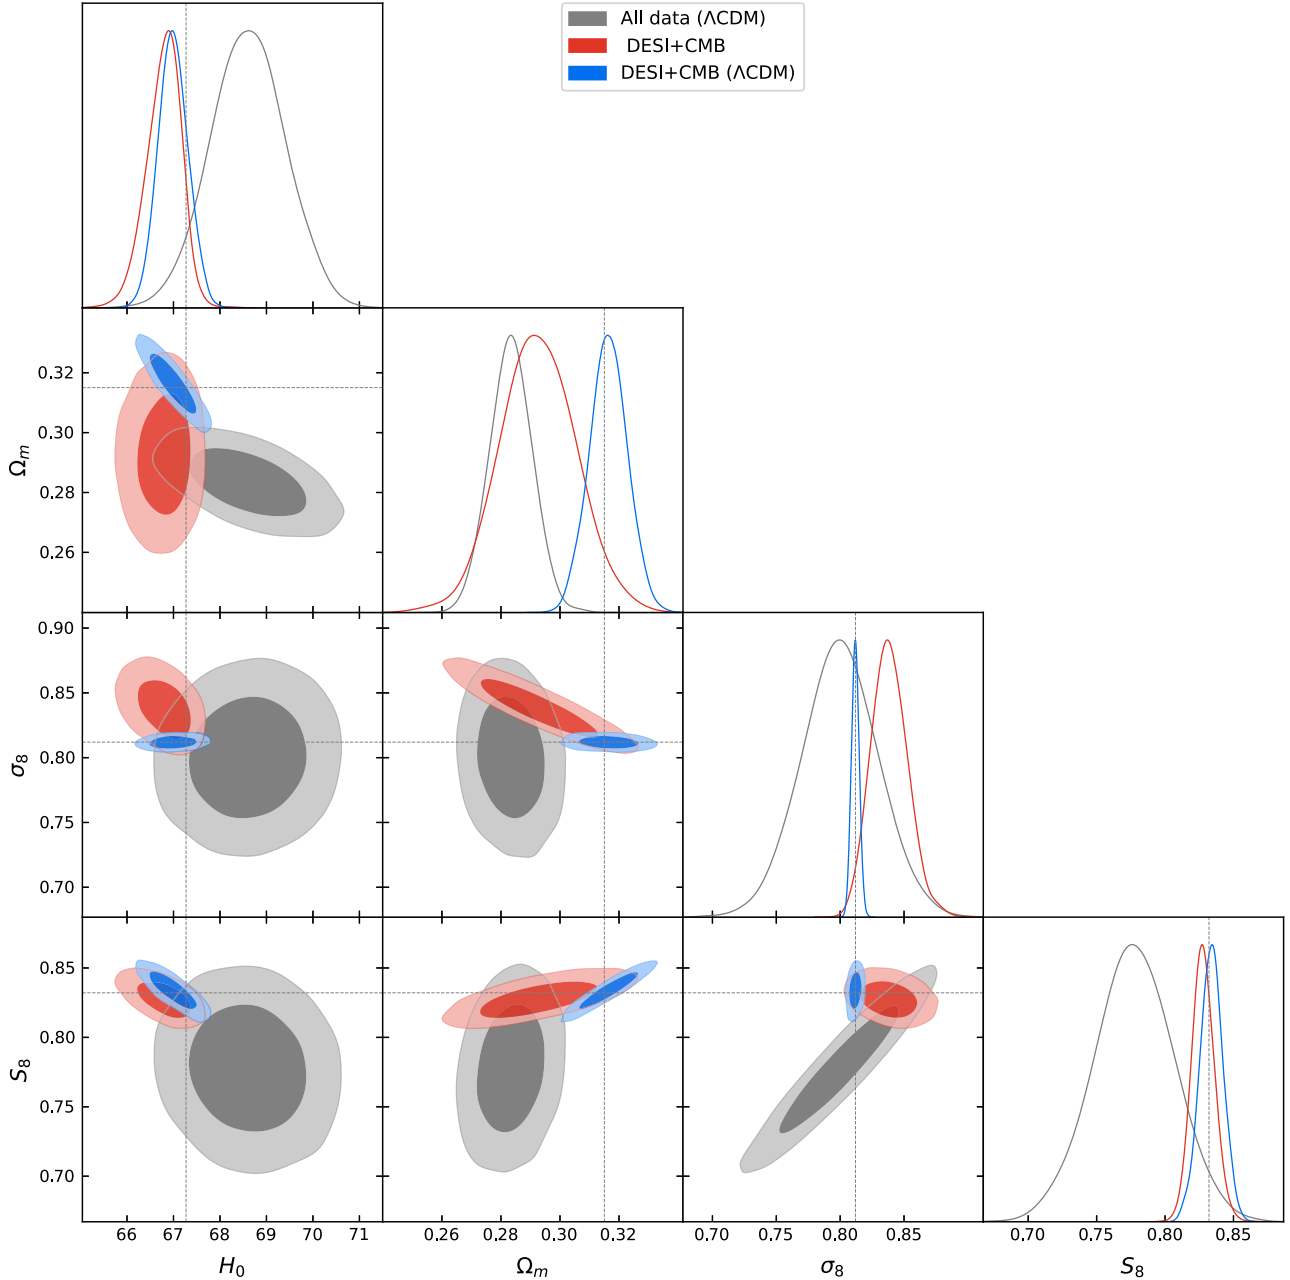 All data (ΛCDM)
DESI+CMB
DESI+CMB (ΛCDM)
0.32
0.30
0.28
0.26
Ω_m
0.90
0.85
0.80
0.75
0.70
σ_8
0.85
0.80
0.75
0.70
S_8
66 67 68 69 70 71
0.26 0.28 0.30 0.32
0.70 0.75 0.80 0.85
0.70 0.75 0.80 0.85
H_0
Ω_m
σ_8
S_8